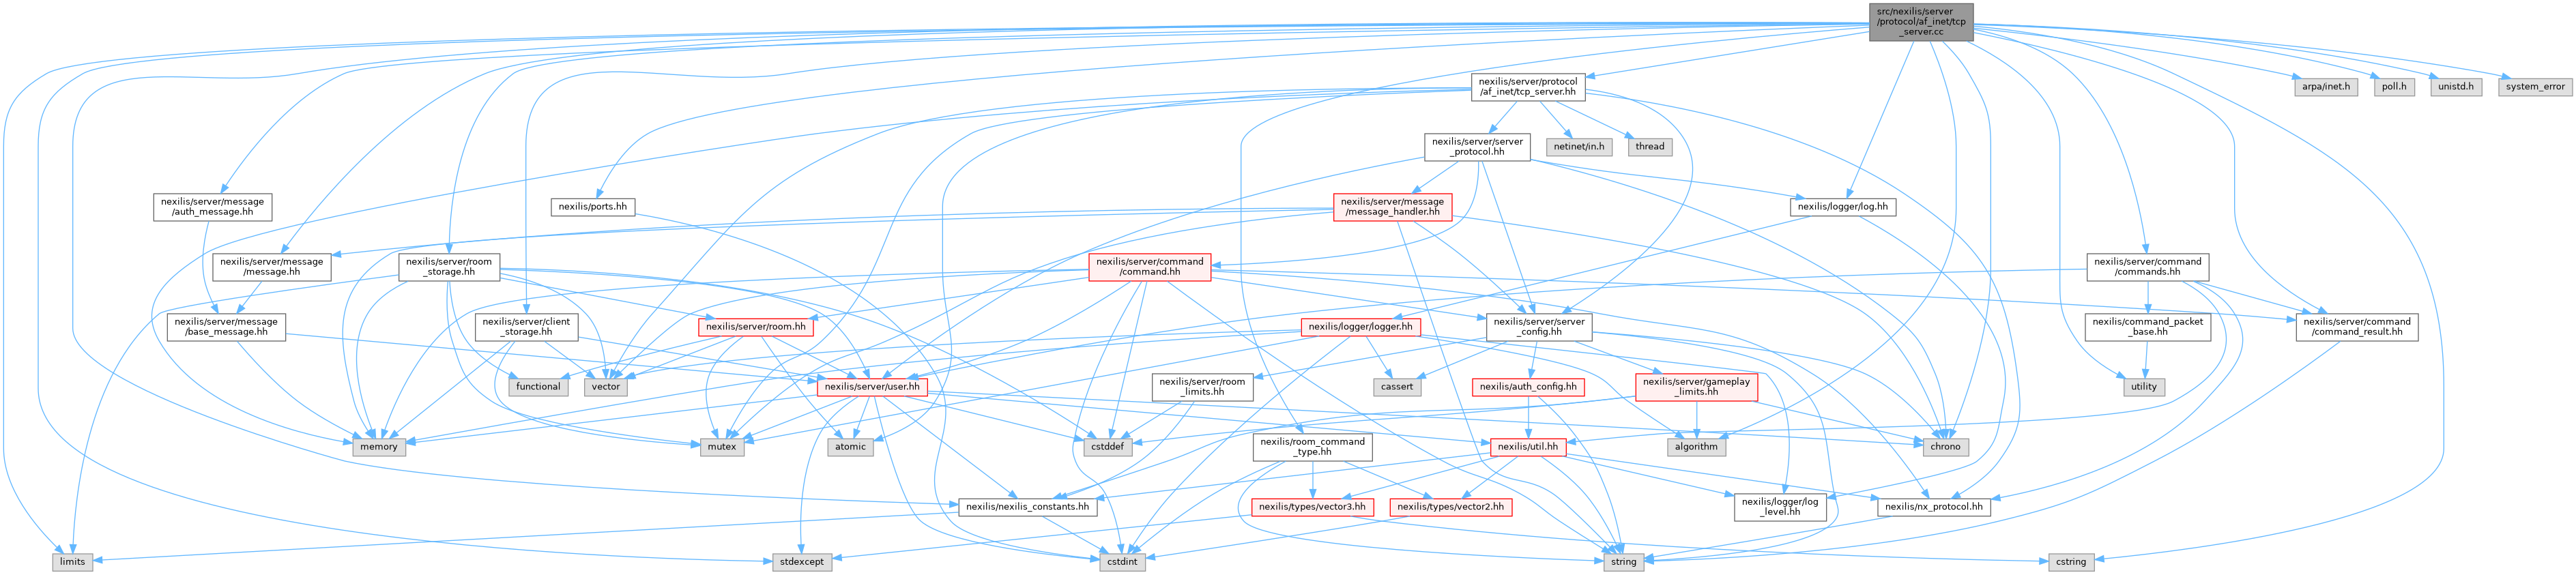 src/nexilis/server
/protocol/af_inet/tcp
_server.cc
nexilis/server/protocol
/af_inet/tcp_server.hh
arpa/inet.h
poll.h
unistd.h
system_error
nexilis/server/server
_protocol.hh
netinet/in.h
thread
nexilis/server/message
/auth_message.hh
nexilis/ports.hh
nexilis/server/message
/message_handler.hh
nexilis/logger/log.hh
nexilis/server/message
/message.hh
nexilis/server/room
_storage.hh
nexilis/server/command
/command.hh
nexilis/server/command
/commands.hh
nexilis/server/message
/base_message.hh
nexilis/server/client
_storage.hh
nexilis/server/room.hh
nexilis/logger/logger.hh
nexilis/server/server
_config.hh
nexilis/command_packet
_base.hh
nexilis/server/command
/command_result.hh
functional
vector
nexilis/server/user.hh
nexilis/server/room
_limits.hh
cassert
nexilis/auth_config.hh
nexilis/server/gameplay
_limits.hh
utility
memory
mutex
atomic
cstddef
nexilis/room_command
_type.hh
nexilis/util.hh
algorithm
chrono
nexilis/nexilis_constants.hh
nexilis/types/vector3.hh
nexilis/types/vector2.hh
nexilis/logger/log
_level.hh
nexilis/nx_protocol.hh
limits
stdexcept
cstdint
string
cstring